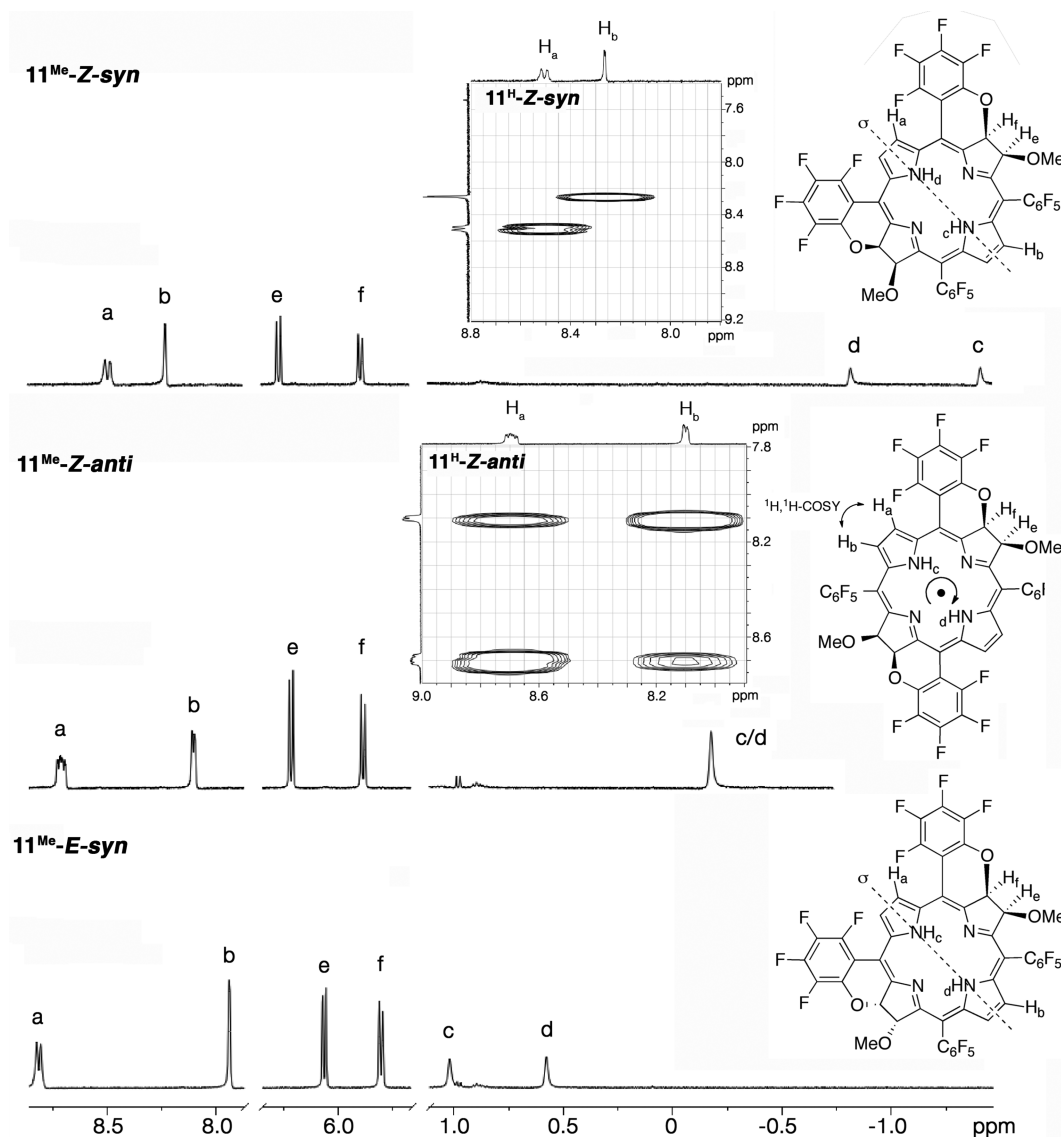 11Me-Z-syn
Ha
Hb
ppm
11H-Z-syn
7.6
8.0
8.4
8.8
9.2
8.8
8.4
8.0
ppm
a
b
e
f
d
c
F
F
F
F
O
Ha
Hf
He
σ
OMe
NHd
N
F
F
F
F
C6F5
N
cHN
Hb
O
MeO
C6F5
11Me-Z-anti
Ha
Hb
ppm
11H-Z-anti
7.8
8.2
8.6
9.0
8.6
8.2
ppm
a
b
e
f
c/d
F
F
F
F
O
1H,1H-COSY
Ha
Hf
He
Hb
OMe
NHc
N
C6F5
C6I
N
dHN
MeO
O
F
F
F
F
11Me-E-syn
a
b
e
f
c
d
F
F
F
F
O
Ha
Hf
He
σ
OMe
NHc
N
F
F
F
F
C6F5
N
dHN
Hb
O
MeO
C6F5
8.5
8.0
6.0
1.0
0.5
0
-0.5
-1.0
ppm